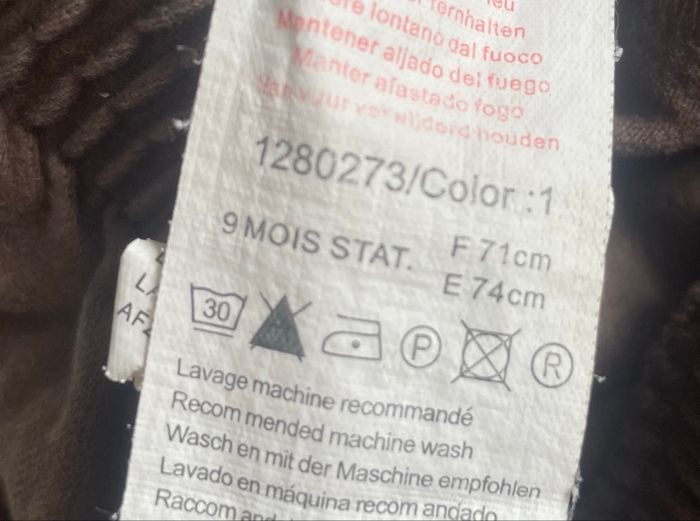 fernhalten
lontano dal fuoco
Mantener aljado del fuego
Manter afastado fogo
vuur verwijderd houden
1280273/Color :1
9 MOIS STAT. F 71cm
E 74cm
30 P R
Lavage machine recommandé
Recom mended machine wash
Wasch en mit der Maschine empfohlen
Lavado en máquina recom andado